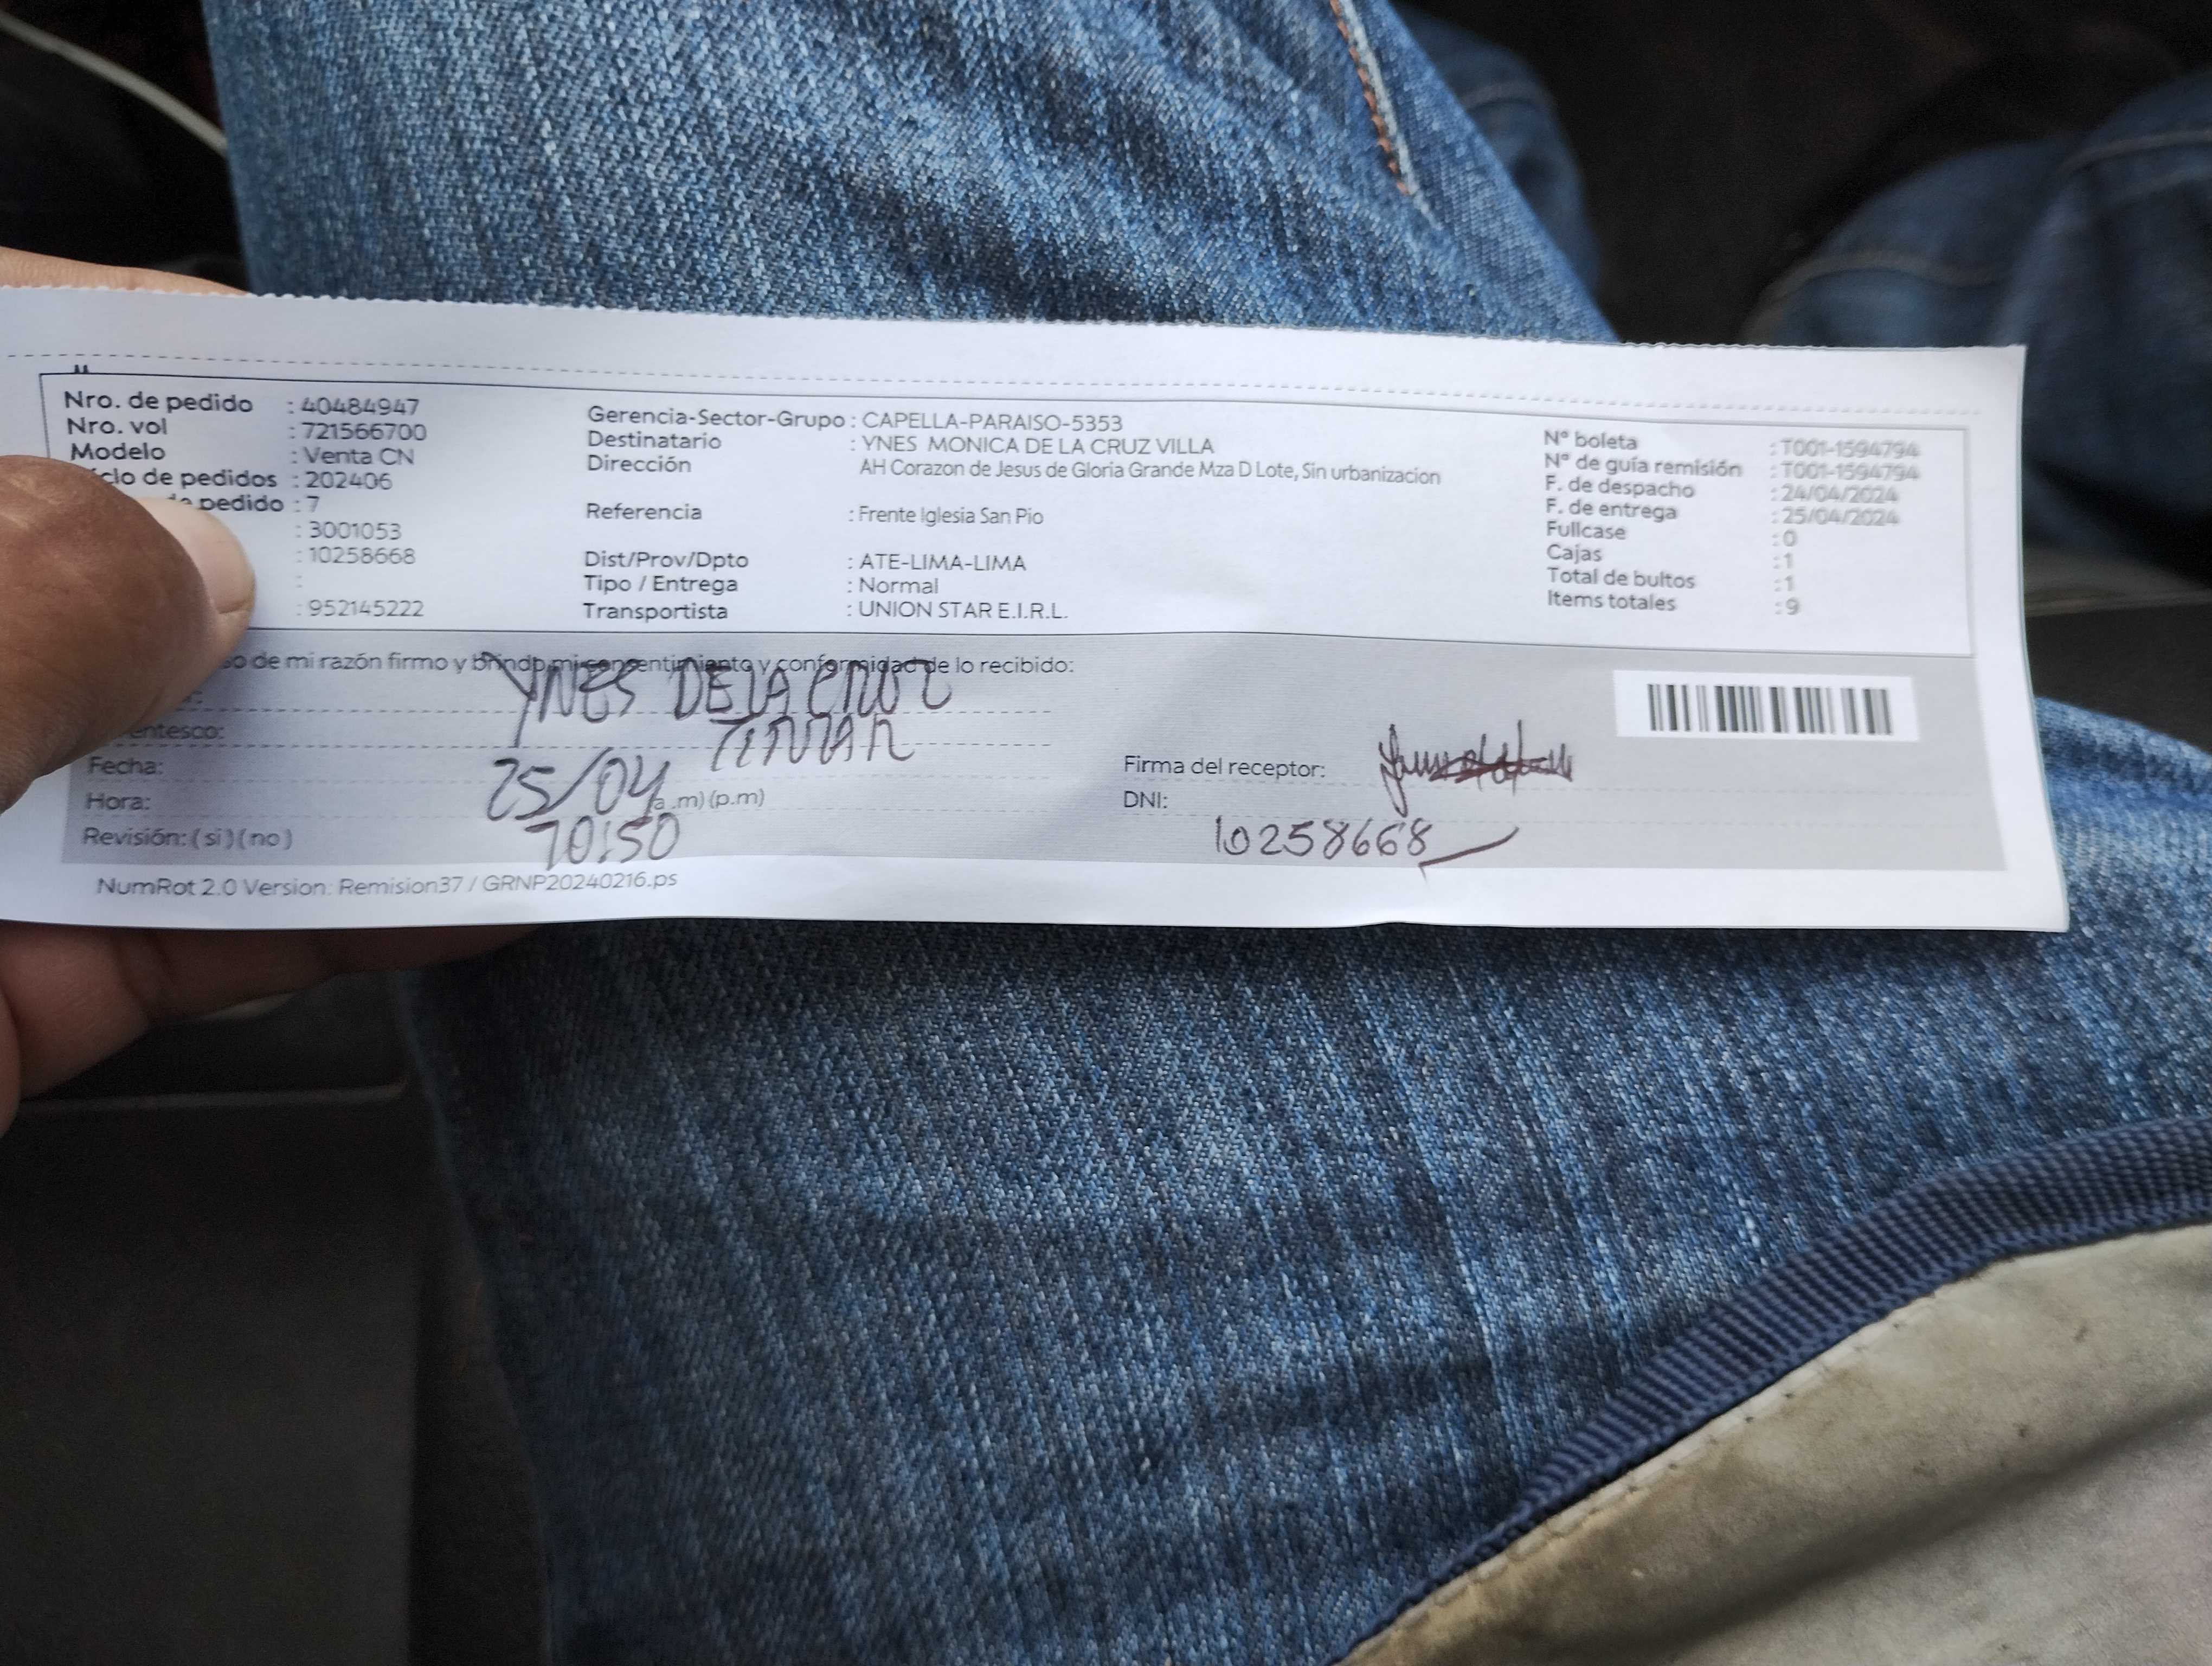 Nro. de pedido : 40484947
Nro. vol : 721566700
Modelo : Venta CN
clo de pedidos : 202406
pedido : 7
: 3001053
: 10258668
:
: 952145222
Gerencia-Sector-Grupo : CAPELLA-PARAISO-5353
Destinatario : YNES MONICA DE LA CRUZ VILLA
Dirección AH Corazon de Jesus de Gloria Grande Mza D Lote, Sin urbanizacion
Referencia : Frente Iglesia San Pio
Dist/Prov/Dpto : ATE-LIMA-LIMA
Tipo / Entrega : Normal
Transportista : UNION STAR E.I.R.L.
N° boleta : T001-1594794
N° de guía remisión : T001-1594794
F. de despacho : 24/04/2024
F. de entrega : 25/04/2024
Fullcase : 0
Cajas : 1
Total de bultos : 1
Items totales : 9
so de mi razón firmo y brindo mi consentimiento y conformidad de lo recibido:
YNES DE LA CRUZ
entesco:
Fecha: 25/04
Hora: (a.m) (p.m)
10:50
Revisión: ( si ) ( no )
Firma del receptor:
DNI:
10258668
NumRot 2.0 Version: Remision37 / GRNP20240216.ps